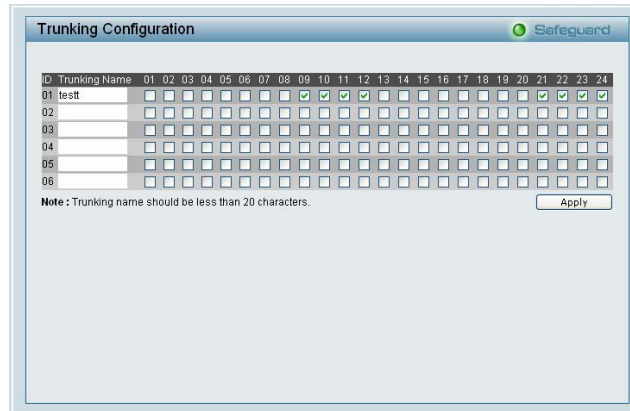 Trunking Configuration
Safeguard
ID Trunking Name 01 02 03 04 05 06 07 08 09 10 11 12 13 14 15 16 17 18 19 20 21 22 23 24
01 testt
02
03
04
05
06
Note : Trunking name should be less than 20 characters.
Apply